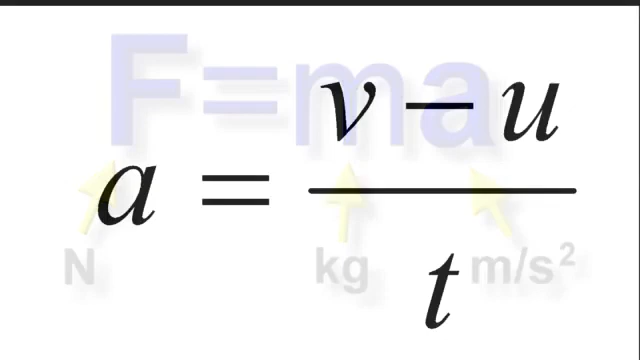 F=ma
a = (v − u) / t
N kg m/s²